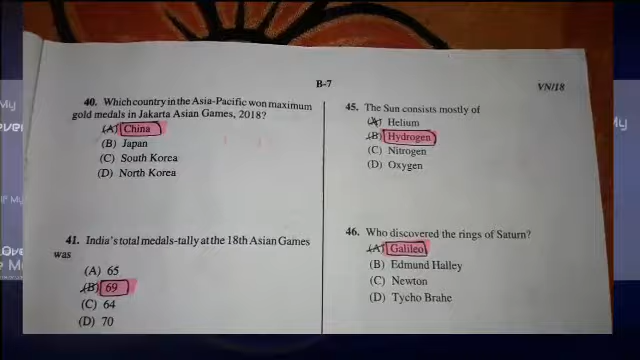 B-7
VN/18
40. Which country in the Asia-Pacific won maximum
gold medals in Jakarta Asian Games, 2018?
(A) China
(B) Japan
(C) South Korea
(D) North Korea
41. India's total medals-tally at the 18th Asian Games
was
(A) 65
(B) 69
(C) 64
(D) 70
45. The Sun consists mostly of
(A) Helium
(B) Hydrogen
(C) Nitrogen
(D) Oxygen
46. Who discovered the rings of Saturn?
(A) Galileo
(B) Edmund Halley
(C) Newton
(D) Tycho Brahe
My
My